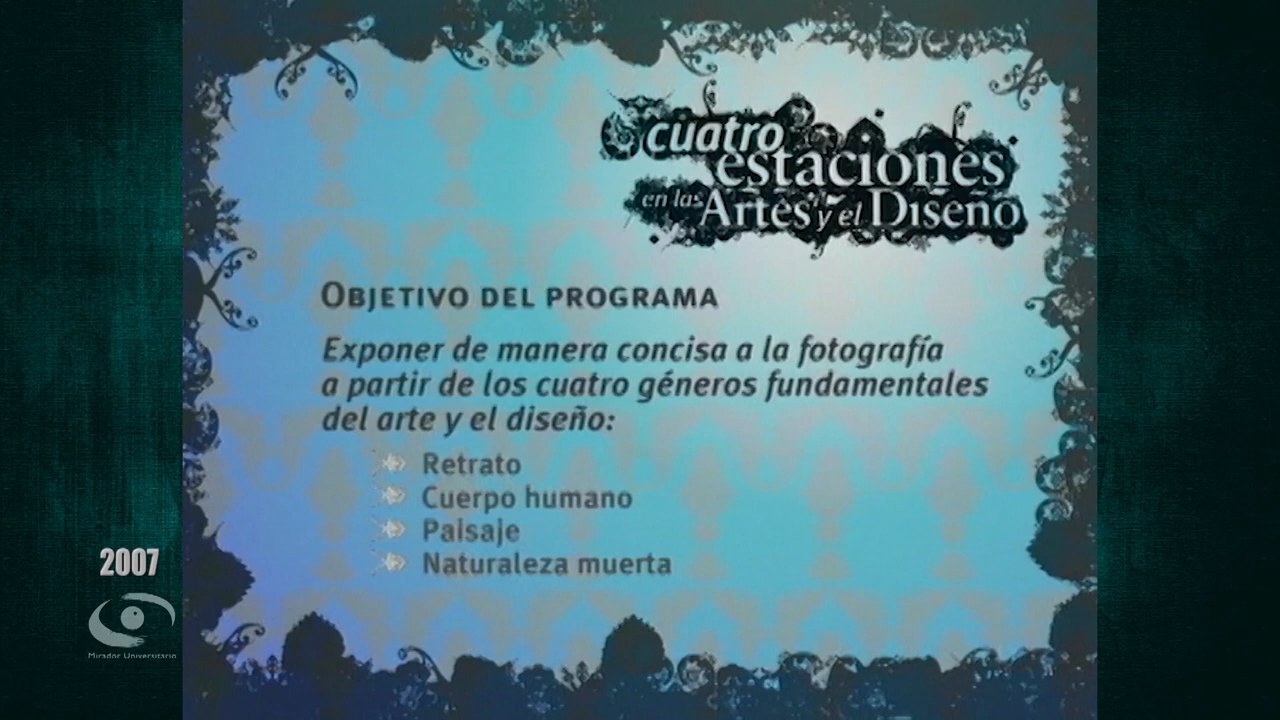 cuatro
estaciones
en las Artes y el Diseño
OBJETIVO DEL PROGRAMA
Exponer de manera concisa a la fotografía
a partir de los cuatro géneros fundamentales
del arte y el diseño:
Retrato
Cuerpo humano
Paisaje
Naturaleza muerta
2007
Mirador Universitario